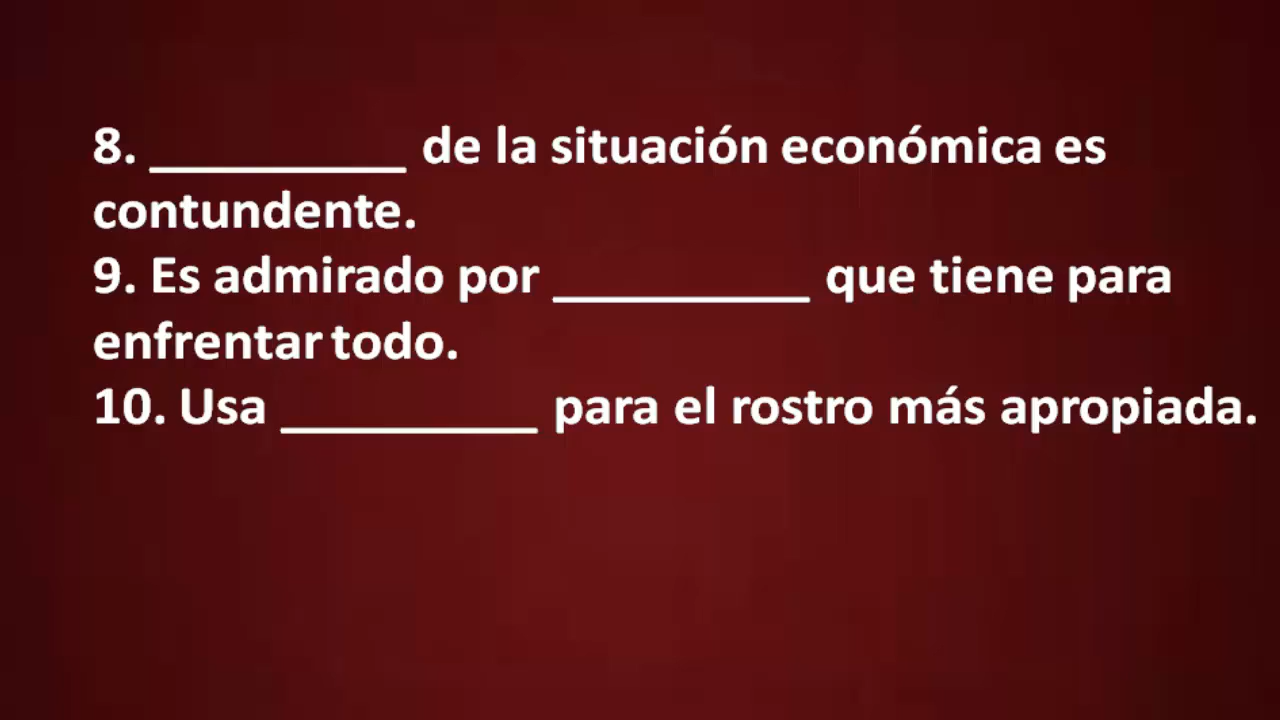 8. __________ de la situación económica es
contundente.
9. Es admirado por __________ que tiene para
enfrentar todo.
10. Usa __________ para el rostro más apropiada.